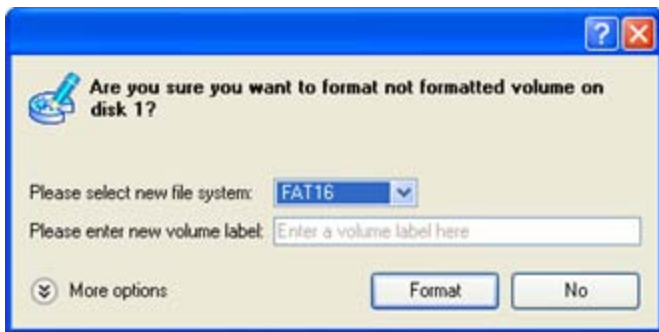 Are you sure you want to format not formatted volume on
disk 1?
Please select new file system: FAT16
Please enter new volume label: Enter a volume label here
More options Format No